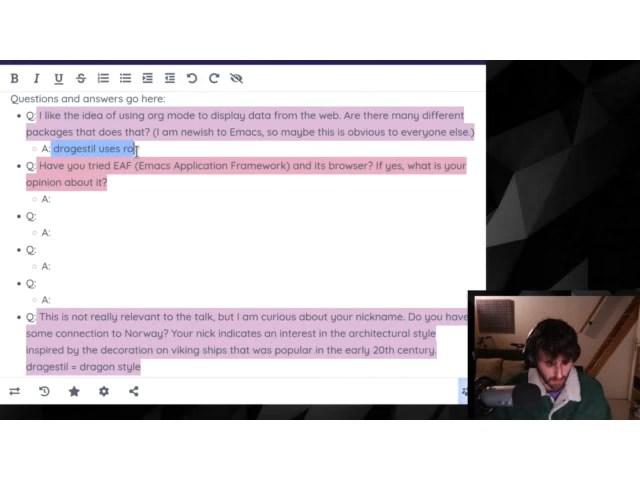 B I U S
Questions and answers go here:
Q: I like the idea of using org mode to display data from the web. Are there many different
packages that does that? (I am newish to Emacs, so maybe this is obvious to everyone else.)
A: dragestil uses ro
Q: Have you tried EAF (Emacs Application Framework) and its browser? If yes, what is your
opinion about it?
A:
Q:
A:
Q:
A:
Q:
A:
Q: This is not really relevant to the talk, but I am curious about your nickname. Do you have
some connection to Norway? Your nick indicates an interest in the architectural style
inspired by the decoration on viking ships that was popular in the early 20th century.
dragestil = dragon style